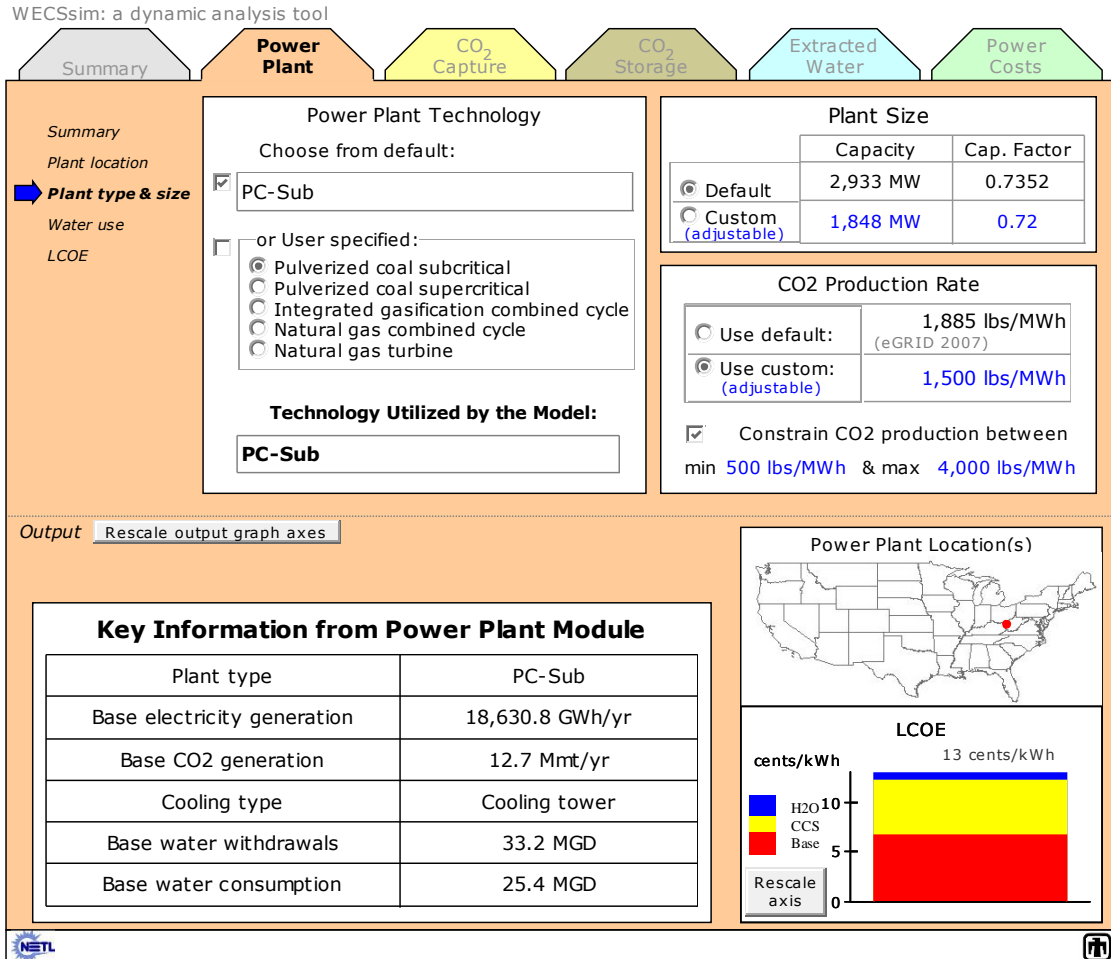 WECSsim: a dynamic analysis tool
Summary
Power
Plant
CO2
Capture
CO2
Storage
Extracted
Water
Power
Costs
Summary
Plant location
Plant type & size
Water use
LCOE
Power Plant Technology
Choose from default:
PC-Sub
or User specified:
Pulverized coal subcritical
Pulverized coal supercritical
Integrated gasification combined cycle
Natural gas combined cycle
Natural gas turbine
Technology Utilized by the Model:
PC-Sub
Plant Size
Capacity Cap. Factor
Default 2,933 MW 0.7352
Custom
(adjustable) 1,848 MW 0.72
CO2 Production Rate
Use default: 1,885 lbs/MWh
(eGRID 2007)
Use custom:
(adjustable) 1,500 lbs/MWh
Constrain CO2 production between
min 500 lbs/MWh & max 4,000 lbs/MWh
Output Rescale output graph axes
Key Information from Power Plant Module
Plant type PC-Sub
Base electricity generation 18,630.8 GWh/yr
Base CO2 generation 12.7 Mmt/yr
Cooling type Cooling tower
Base water withdrawals 33.2 MGD
Base water consumption 25.4 MGD
Power Plant Location(s)
LCOE
cents/kWh 13 cents/kWh
H2O
CCS
Base
10
5
0
Rescale
axis
NETL